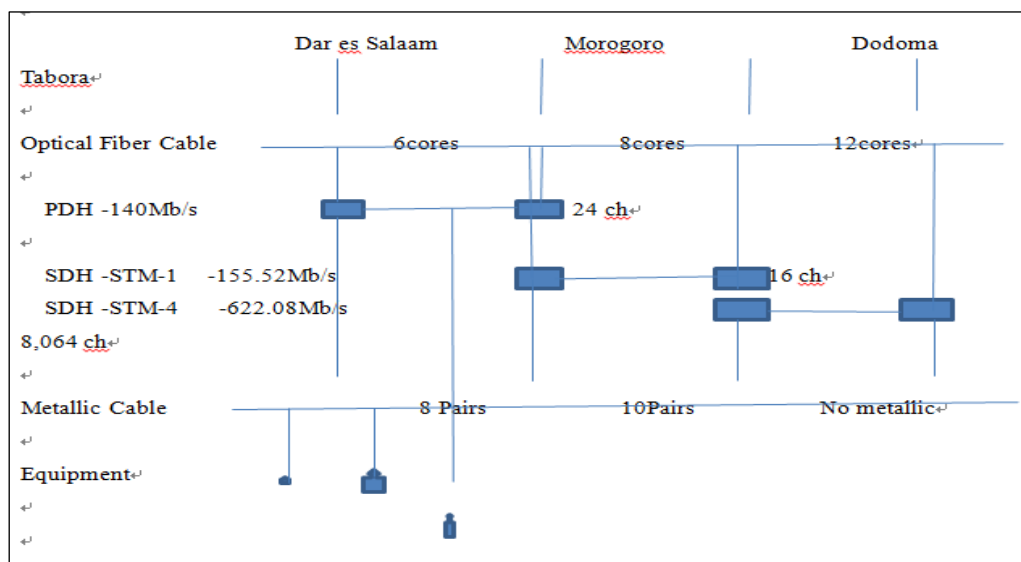 Dar es Salaam Morogoro Dodoma
Tabora
Optical Fiber Cable 6cores 8cores 12cores
PDH -140Mb/s 24 ch
SDH -STM-1 -155.52Mb/s 16 ch
SDH -STM-4 -622.08Mb/s
8,064 ch
Metallic Cable 8 Pairs 10Pairs No metallic
Equipment